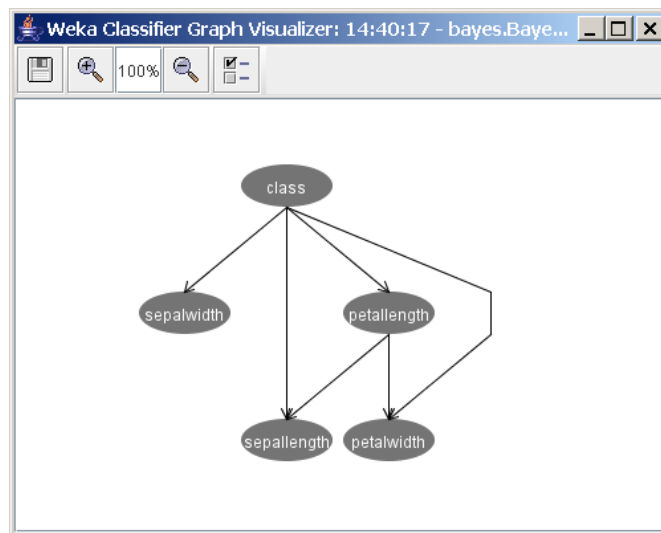 Weka Classifier Graph Visualizer: 14:40:17 - bayes.Baye...
100%
class
sepalwidth petallength
sepallength petalwidth